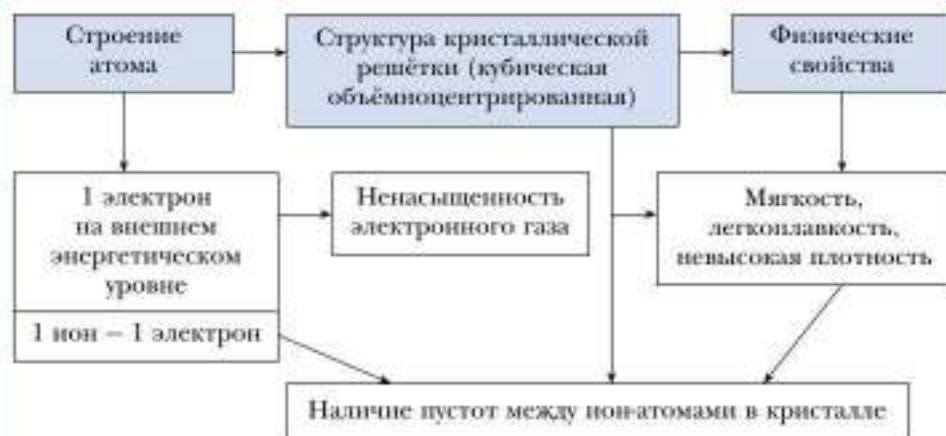 Строение
атома
Структура кристаллической
решётки (кубическая
объёмноцентрированная)
Физические
свойства
1 электрон
на внешнем
энергетическом
уровне
1 ион – 1 электрон
Ненасыщенность
электронного газа
Мягкость,
легкоплавкость,
невысокая плотность
Наличие пустот между ион-атомами в кристалле